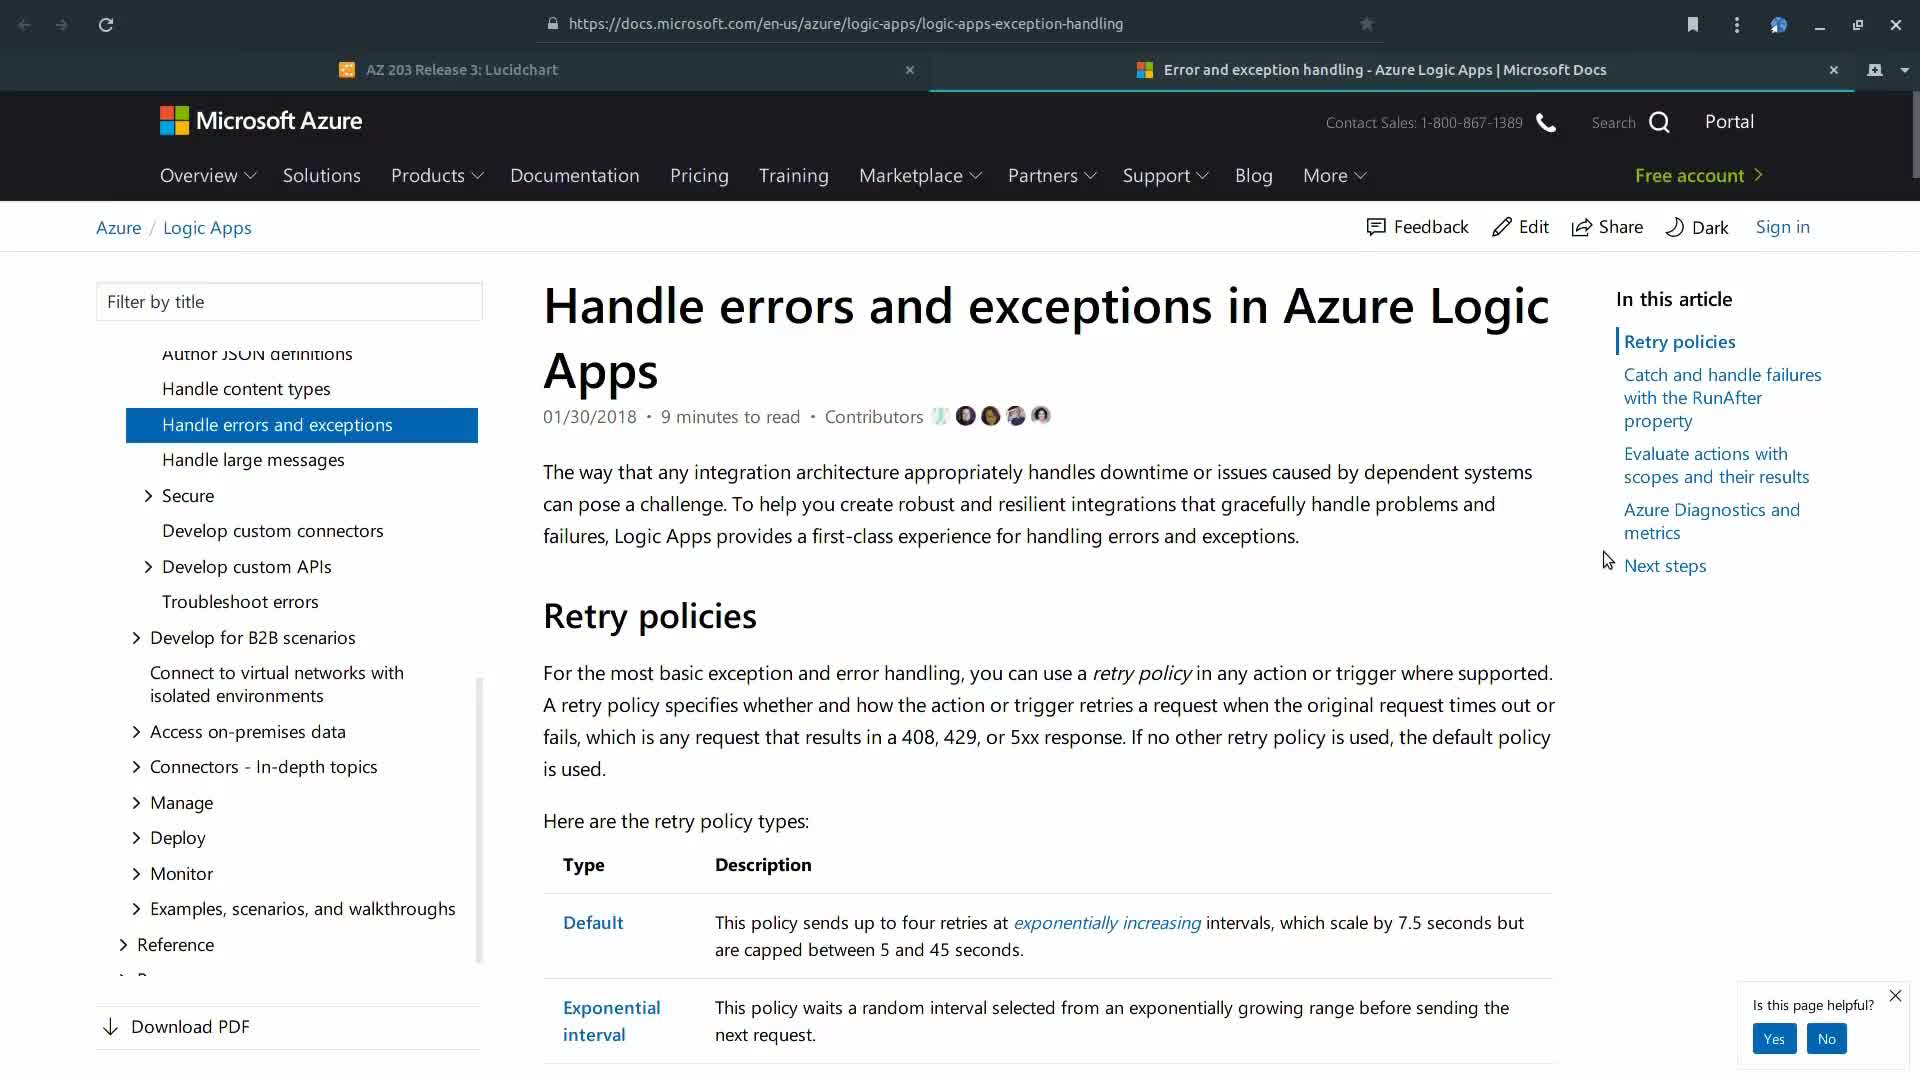 https://docs.microsoft.com/en-us/azure/logic-apps/logic-apps-exception-handling
AZ 203 Release 3: Lucidchart
Error and exception handling - Azure Logic Apps | Microsoft Docs
Microsoft Azure
Contact Sales: 1-800-867-1389
Search
Portal
Overview
Solutions
Products
Documentation
Pricing
Training
Marketplace
Partners
Support
Blog
More
Free account
Azure / Logic Apps
Feedback
Edit
Share
Dark
Sign in
Filter by title
Author JSON definitions
Handle content types
Handle errors and exceptions
Handle large messages
Secure
Develop custom connectors
Develop custom APIs
Troubleshoot errors
Develop for B2B scenarios
Connect to virtual networks with
isolated environments
Access on-premises data
Connectors - In-depth topics
Manage
Deploy
Monitor
Examples, scenarios, and walkthroughs
Reference
Download PDF
Handle errors and exceptions in Azure Logic
Apps
01/30/2018 • 9 minutes to read • Contributors
The way that any integration architecture appropriately handles downtime or issues caused by dependent systems
can pose a challenge. To help you create robust and resilient integrations that gracefully handle problems and
failures, Logic Apps provides a first-class experience for handling errors and exceptions.
Retry policies
For the most basic exception and error handling, you can use a retry policy in any action or trigger where supported.
A retry policy specifies whether and how the action or trigger retries a request when the original request times out or
fails, which is any request that results in a 408, 429, or 5xx response. If no other retry policy is used, the default policy
is used.
Here are the retry policy types:
Type
Description
Default
This policy sends up to four retries at exponentially increasing intervals, which scale by 7.5 seconds but
are capped between 5 and 45 seconds.
Exponential
interval
This policy waits a random interval selected from an exponentially growing range before sending the
next request.
In this article
Retry policies
Catch and handle failures
with the RunAfter
property
Evaluate actions with
scopes and their results
Azure Diagnostics and
metrics
Next steps
Is this page helpful?
Yes
No